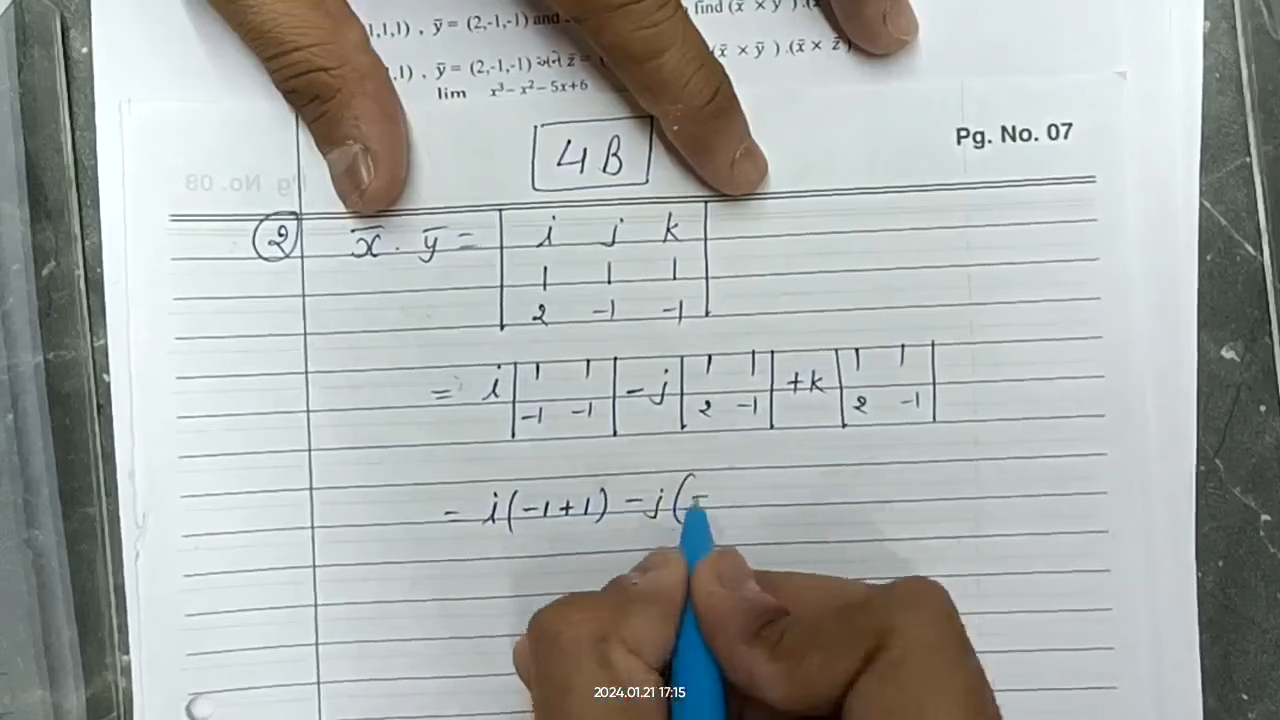 1,1,1) , ȳ = (2,-1,-1) and
find (x̄ × ȳ ).(x̄
,1) , ȳ = (2,-1,-1) અને z̄ =
(x̄ × ȳ ).(x̄ × z̄ )
lim x³ – x² – 5x+6
4B
Pg. No. 07
Pg. No. 08
② x̄ . ȳ = | i j k |
| 1 1 1 |
| 2 -1 -1 |
= i | 1 1 | - j | 1 1 | + k | 1 1 |
| -1 -1 | | 2 -1 | | 2 -1 |
= i(-1+1) - j(-
2024.01.21 17:15